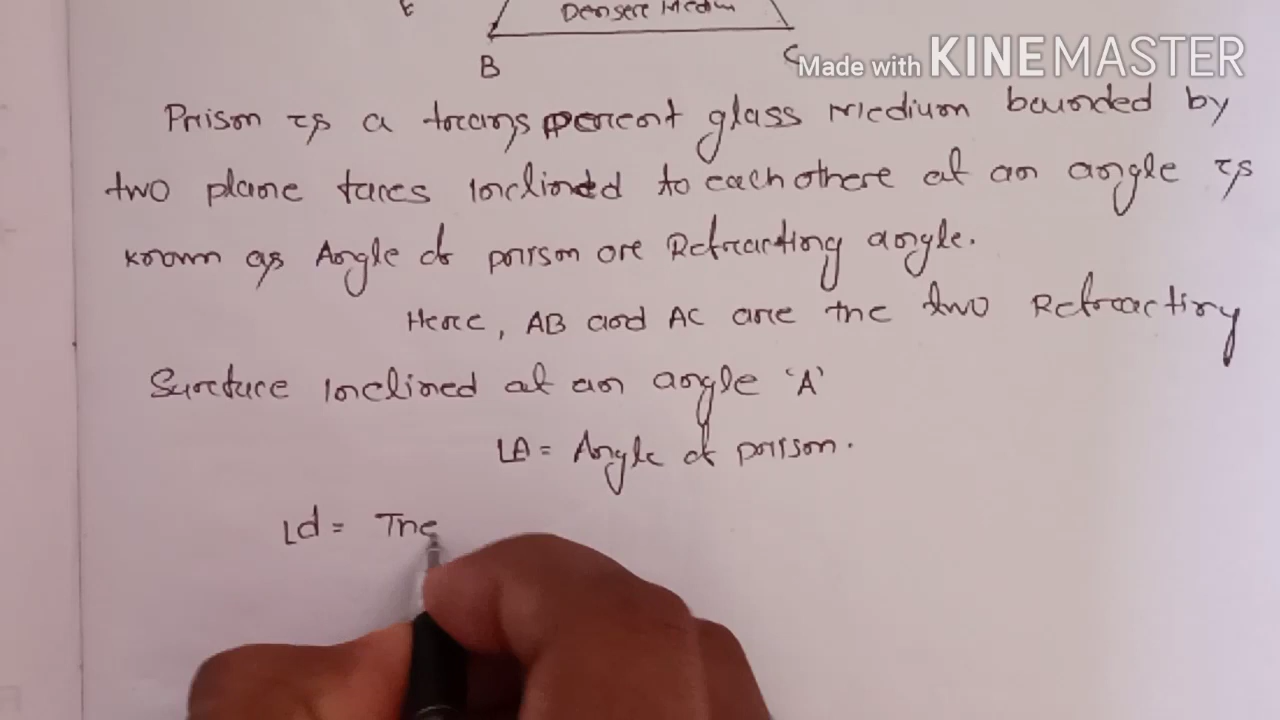 E Densere Medium
B C
Made with KINEMASTER
Prism is a transparent glass Medium bounded by
two plane faces Inclined to each othere at an angle is
known as Angle of prism or Refracting angle.
Here, AB and AC are the two Refracting
Surface Inclined at an angle 'A'
∠A = Angle of prism.
∠d = The